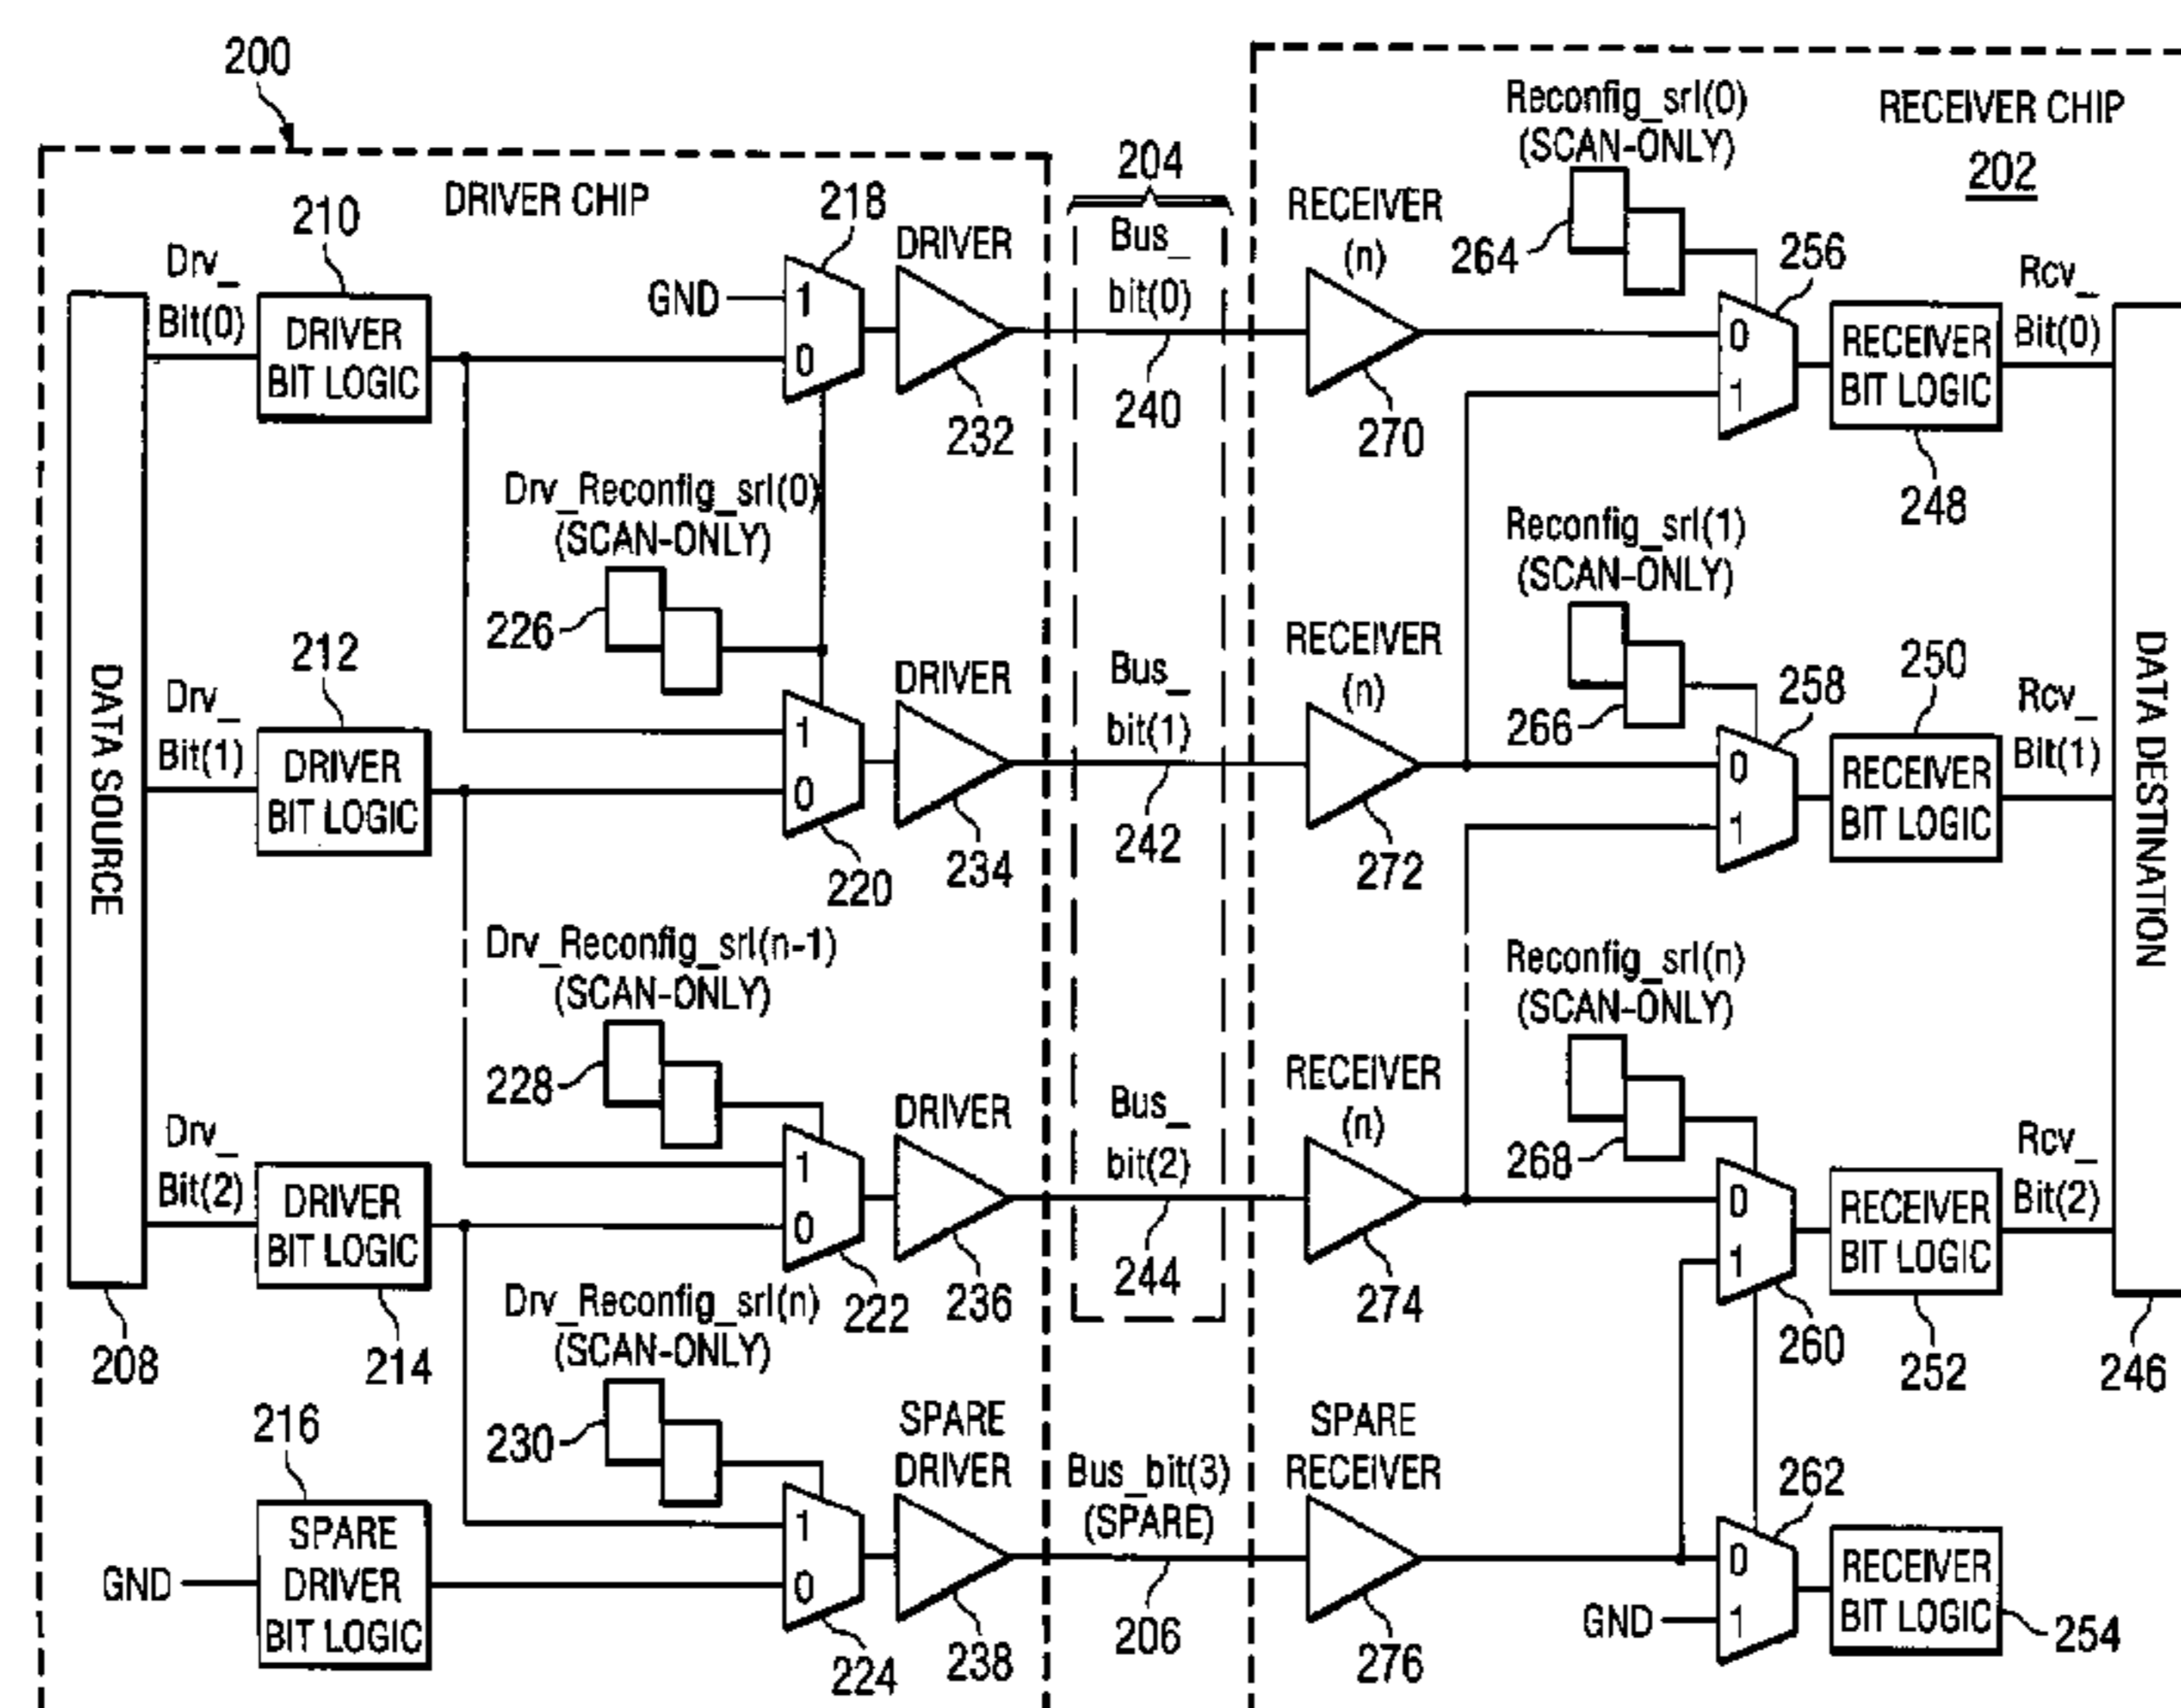 200
DRIVER CHIP
204
RECEIVER CHIP
202
Reconfig_srl(0)
(SCAN-ONLY)
210
218
Drv_
Bit(0)
DRIVER
BIT LOGIC
GND
1
0
DRIVER
232
Bus_
bit(0)
240
RECEIVER
(n)
270
264
256
0
1
RECEIVER
BIT LOGIC
248
Rcv_
Bit(0)
Drv_Reconfig_srl(0)
(SCAN-ONLY)
226
Reconfig_srl(1)
(SCAN-ONLY)
266
DATA SOURCE
212
Drv_
Bit(1)
DRIVER
BIT LOGIC
1
0
220
DRIVER
234
Bus_
bit(1)
242
RECEIVER
(n)
272
258
0
1
250
RECEIVER
BIT LOGIC
Rcv_
Bit(1)
DATA DESTINATION
Drv_Reconfig_srl(n-1)
(SCAN-ONLY)
228
Reconfig_srl(n)
(SCAN-ONLY)
268
Drv_
Bit(2)
DRIVER
BIT LOGIC
214
208
1
0
222
DRIVER
236
Bus_
bit(2)
244
RECEIVER
(n)
274
0
1
260
RECEIVER
BIT LOGIC
252
Rcv_
Bit(2)
246
Drv_Reconfig_srl(n)
(SCAN-ONLY)
230
216
GND
SPARE
DRIVER
BIT LOGIC
1
0
224
SPARE
DRIVER
238
Bus_bit(3)
(SPARE)
206
SPARE
RECEIVER
276
262
0
GND
1
RECEIVER
BIT LOGIC
254